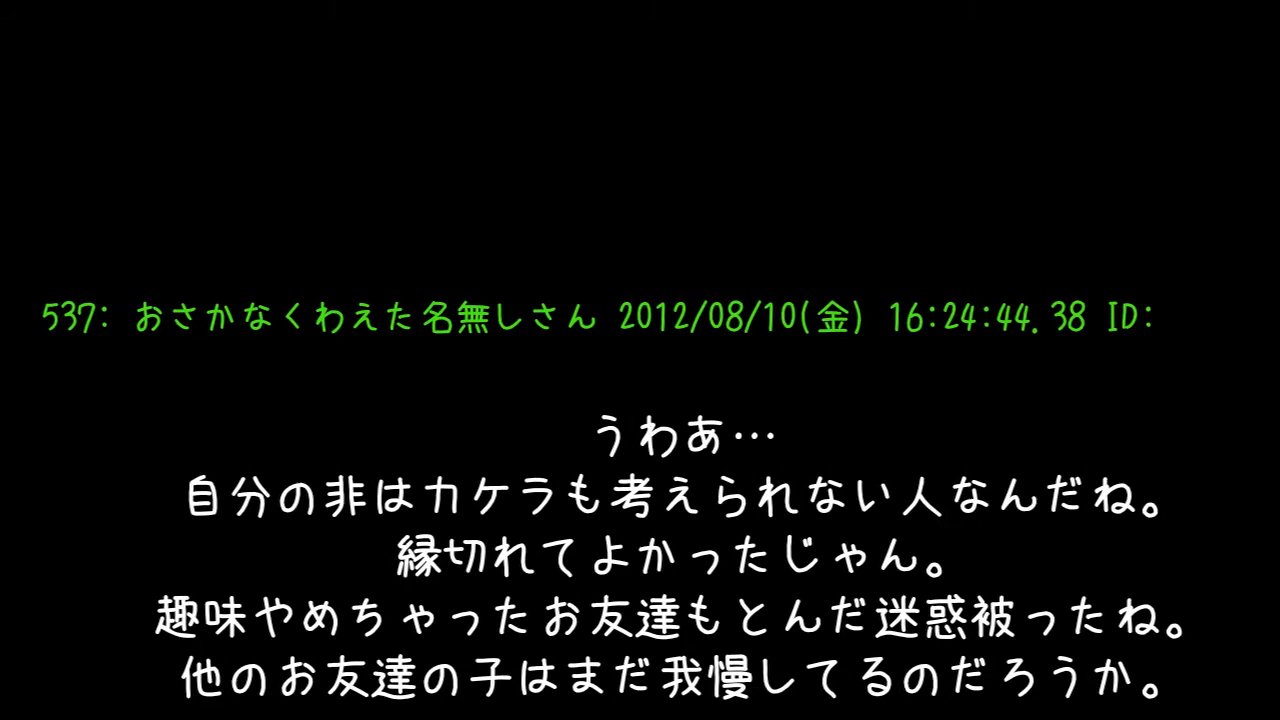 537: おさかなくわえた名無しさん 2012/08/10(金) 16:24:44.38 ID:
うわあ…
自分の非はカケラも考えられない人なんだね。
縁切れてよかったじゃん。
趣味やめちゃったお友達もとんだ迷惑被ったね。
他のお友達の子はまだ我慢してるのだろうか。